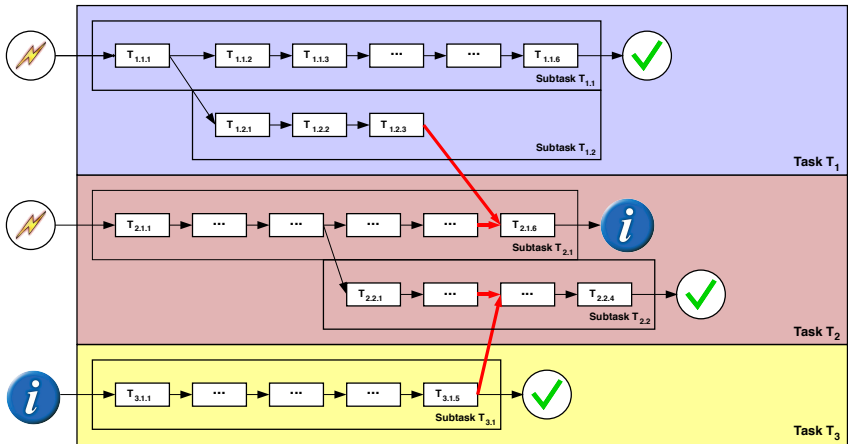 T1.1.1 T1.1.2 T1.1.3 ... ... T1.1.6
Subtask T1.1
T1.2.1 T1.2.2 T1.2.3
Subtask T1.2
Task T1
T2.1.1 ... ... ... ... T2.1.6
i
Subtask T2.1
T2.2.1 ... ... T2.2.4
Subtask T2.2
Task T2
i
T3.1.1 ... ... ... T3.1.5
Subtask T3.1
Task T3